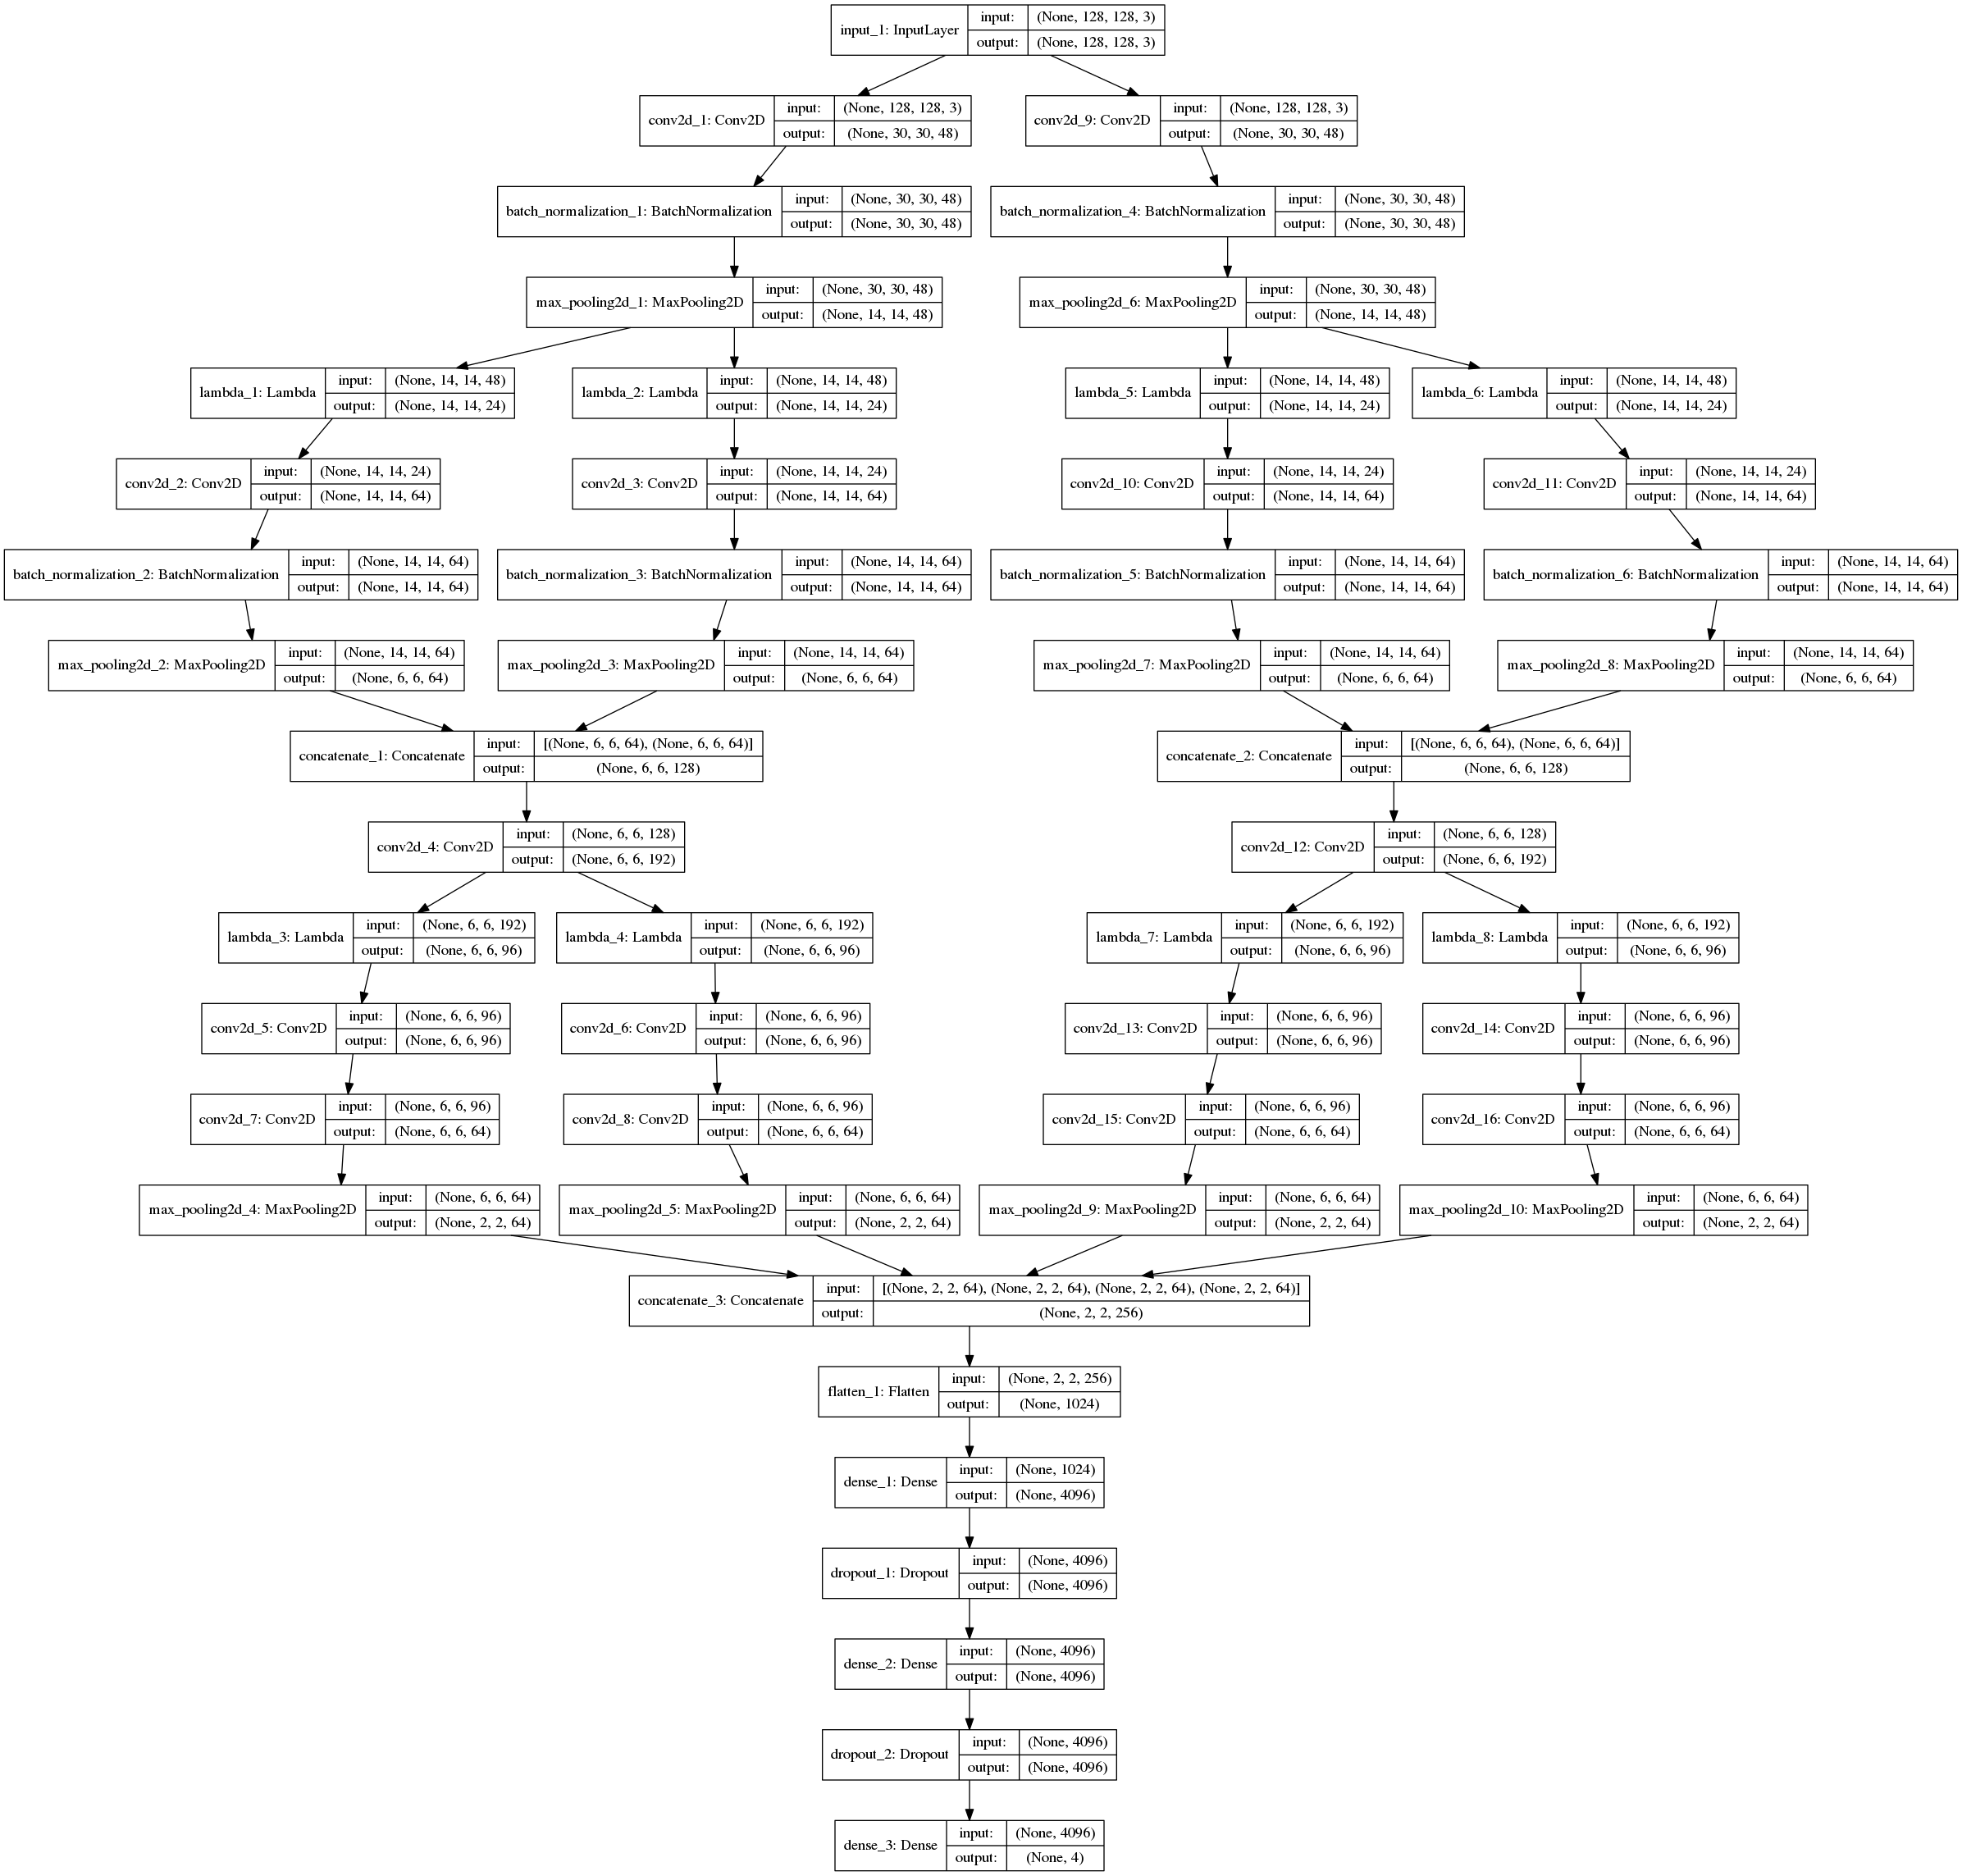 input_1: InputLayer
input: (None, 128, 128, 3)
output: (None, 128, 128, 3)
conv2d_1: Conv2D
input: (None, 128, 128, 3)
output: (None, 30, 30, 48)
conv2d_9: Conv2D
input: (None, 128, 128, 3)
output: (None, 30, 30, 48)
batch_normalization_1: BatchNormalization
input: (None, 30, 30, 48)
output: (None, 30, 30, 48)
batch_normalization_4: BatchNormalization
input: (None, 30, 30, 48)
output: (None, 30, 30, 48)
max_pooling2d_1: MaxPooling2D
input: (None, 30, 30, 48)
output: (None, 14, 14, 48)
max_pooling2d_6: MaxPooling2D
input: (None, 30, 30, 48)
output: (None, 14, 14, 48)
lambda_1: Lambda
input: (None, 14, 14, 48)
output: (None, 14, 14, 24)
lambda_2: Lambda
input: (None, 14, 14, 48)
output: (None, 14, 14, 24)
lambda_5: Lambda
input: (None, 14, 14, 48)
output: (None, 14, 14, 24)
lambda_6: Lambda
input: (None, 14, 14, 48)
output: (None, 14, 14, 24)
conv2d_2: Conv2D
input: (None, 14, 14, 24)
output: (None, 14, 14, 64)
conv2d_3: Conv2D
input: (None, 14, 14, 24)
output: (None, 14, 14, 64)
conv2d_10: Conv2D
input: (None, 14, 14, 24)
output: (None, 14, 14, 64)
conv2d_11: Conv2D
input: (None, 14, 14, 24)
output: (None, 14, 14, 64)
batch_normalization_2: BatchNormalization
input: (None, 14, 14, 64)
output: (None, 14, 14, 64)
batch_normalization_3: BatchNormalization
input: (None, 14, 14, 64)
output: (None, 14, 14, 64)
batch_normalization_5: BatchNormalization
input: (None, 14, 14, 64)
output: (None, 14, 14, 64)
batch_normalization_6: BatchNormalization
input: (None, 14, 14, 64)
output: (None, 14, 14, 64)
max_pooling2d_2: MaxPooling2D
input: (None, 14, 14, 64)
output: (None, 6, 6, 64)
max_pooling2d_3: MaxPooling2D
input: (None, 14, 14, 64)
output: (None, 6, 6, 64)
max_pooling2d_7: MaxPooling2D
input: (None, 14, 14, 64)
output: (None, 6, 6, 64)
max_pooling2d_8: MaxPooling2D
input: (None, 14, 14, 64)
output: (None, 6, 6, 64)
concatenate_1: Concatenate
input: [(None, 6, 6, 64), (None, 6, 6, 64)]
output: (None, 6, 6, 128)
concatenate_2: Concatenate
input: [(None, 6, 6, 64), (None, 6, 6, 64)]
output: (None, 6, 6, 128)
conv2d_4: Conv2D
input: (None, 6, 6, 128)
output: (None, 6, 6, 192)
conv2d_12: Conv2D
input: (None, 6, 6, 128)
output: (None, 6, 6, 192)
lambda_3: Lambda
input: (None, 6, 6, 192)
output: (None, 6, 6, 96)
lambda_4: Lambda
input: (None, 6, 6, 192)
output: (None, 6, 6, 96)
lambda_7: Lambda
input: (None, 6, 6, 192)
output: (None, 6, 6, 96)
lambda_8: Lambda
input: (None, 6, 6, 192)
output: (None, 6, 6, 96)
conv2d_5: Conv2D
input: (None, 6, 6, 96)
output: (None, 6, 6, 96)
conv2d_6: Conv2D
input: (None, 6, 6, 96)
output: (None, 6, 6, 96)
conv2d_13: Conv2D
input: (None, 6, 6, 96)
output: (None, 6, 6, 96)
conv2d_14: Conv2D
input: (None, 6, 6, 96)
output: (None, 6, 6, 96)
conv2d_7: Conv2D
input: (None, 6, 6, 96)
output: (None, 6, 6, 64)
conv2d_8: Conv2D
input: (None, 6, 6, 96)
output: (None, 6, 6, 64)
conv2d_15: Conv2D
input: (None, 6, 6, 96)
output: (None, 6, 6, 64)
conv2d_16: Conv2D
input: (None, 6, 6, 96)
output: (None, 6, 6, 64)
max_pooling2d_4: MaxPooling2D
input: (None, 6, 6, 64)
output: (None, 2, 2, 64)
max_pooling2d_5: MaxPooling2D
input: (None, 6, 6, 64)
output: (None, 2, 2, 64)
max_pooling2d_9: MaxPooling2D
input: (None, 6, 6, 64)
output: (None, 2, 2, 64)
max_pooling2d_10: MaxPooling2D
input: (None, 6, 6, 64)
output: (None, 2, 2, 64)
concatenate_3: Concatenate
input: [(None, 2, 2, 64), (None, 2, 2, 64), (None, 2, 2, 64), (None, 2, 2, 64)]
output: (None, 2, 2, 256)
flatten_1: Flatten
input: (None, 2, 2, 256)
output: (None, 1024)
dense_1: Dense
input: (None, 1024)
output: (None, 4096)
dropout_1: Dropout
input: (None, 4096)
output: (None, 4096)
dense_2: Dense
input: (None, 4096)
output: (None, 4096)
dropout_2: Dropout
input: (None, 4096)
output: (None, 4096)
dense_3: Dense
input: (None, 4096)
output: (None, 4)